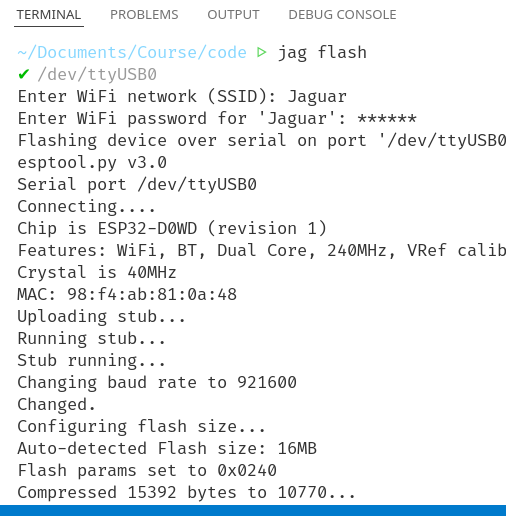 TERMINAL PROBLEMS OUTPUT DEBUG CONSOLE
~/Documents/Course/code ▷ jag flash
✔ /dev/ttyUSB0
Enter WiFi network (SSID): Jaguar
Enter WiFi password for 'Jaguar': ******
Flashing device over serial on port '/dev/ttyUSB0
esptool.py v3.0
Serial port /dev/ttyUSB0
Connecting....
Chip is ESP32-D0WD (revision 1)
Features: WiFi, BT, Dual Core, 240MHz, VRef calib
Crystal is 40MHz
MAC: 98:f4:ab:81:0a:48
Uploading stub...
Running stub...
Stub running...
Changing baud rate to 921600
Changed.
Configuring flash size...
Auto-detected Flash size: 16MB
Flash params set to 0x0240
Compressed 15392 bytes to 10770...